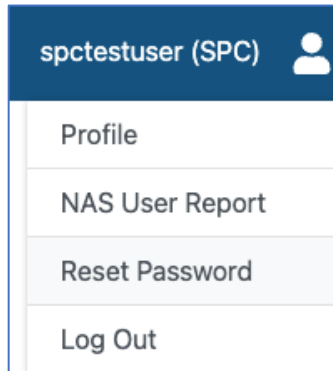 spctestuser (SPC)
Profile
NAS User Report
Reset Password
Log Out